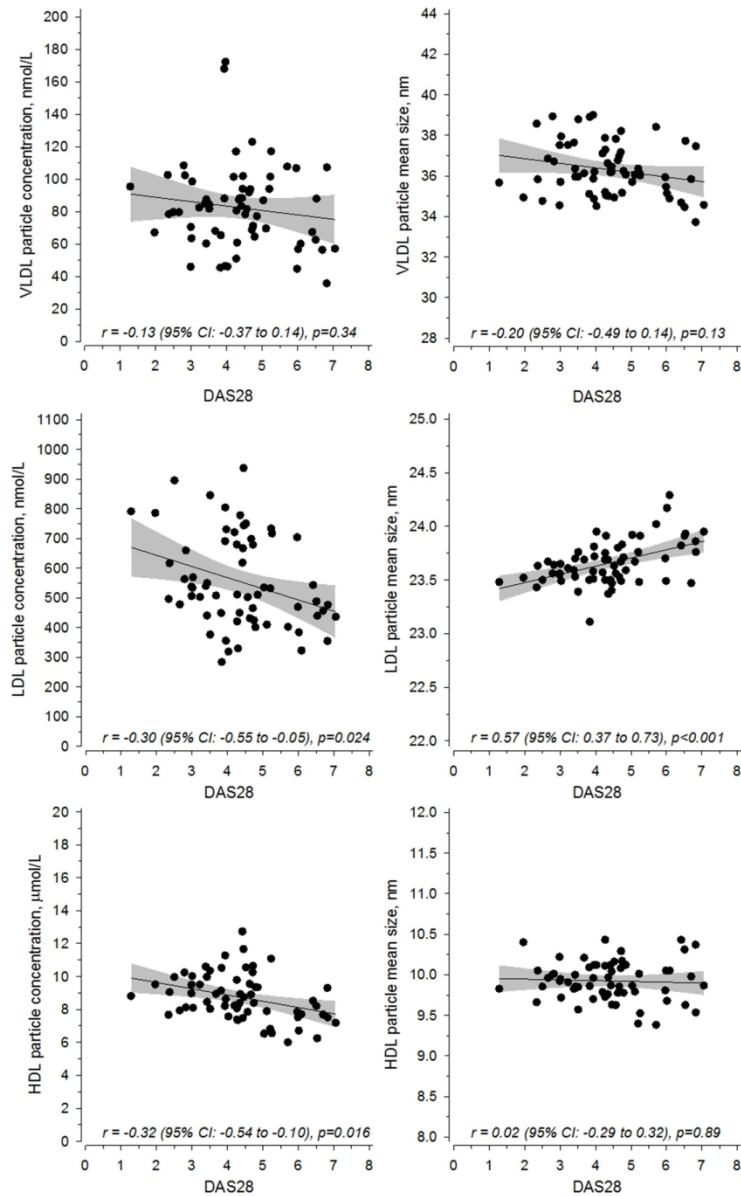 200
180
160
140
120
100
80
60
40
20
0
VLDL particle concentration, nmol/L
r = -0.13 (95% CI: -0.37 to 0.14), p=0.34
0 1 2 3 4 5 6 7 8
DAS28
44
42
40
38
36
34
32
30
28
VLDL particle mean size, nm
r = -0.20 (95% CI: -0.49 to 0.14), p=0.13
0 1 2 3 4 5 6 7 8
DAS28
1100
1000
900
800
700
600
500
400
300
200
100
0
LDL particle concentration, nmol/L
r = -0.30 (95% CI: -0.55 to -0.05), p=0.024
0 1 2 3 4 5 6 7 8
DAS28
25.0
24.5
24.0
23.5
23.0
22.5
22.0
LDL particle mean size, nm
r = 0.57 (95% CI: 0.37 to 0.73), p<0.001
0 1 2 3 4 5 6 7 8
DAS28
20
18
16
14
12
10
8
6
4
2
0
HDL particle concentration, μmol/L
r = -0.32 (95% CI: -0.54 to -0.10), p=0.016
0 1 2 3 4 5 6 7 8
DAS28
12.0
11.5
11.0
10.5
10.0
9.5
9.0
8.5
8.0
HDL particle mean size, nm
r = 0.02 (95% CI: -0.29 to 0.32), p=0.89
0 1 2 3 4 5 6 7 8
DAS28